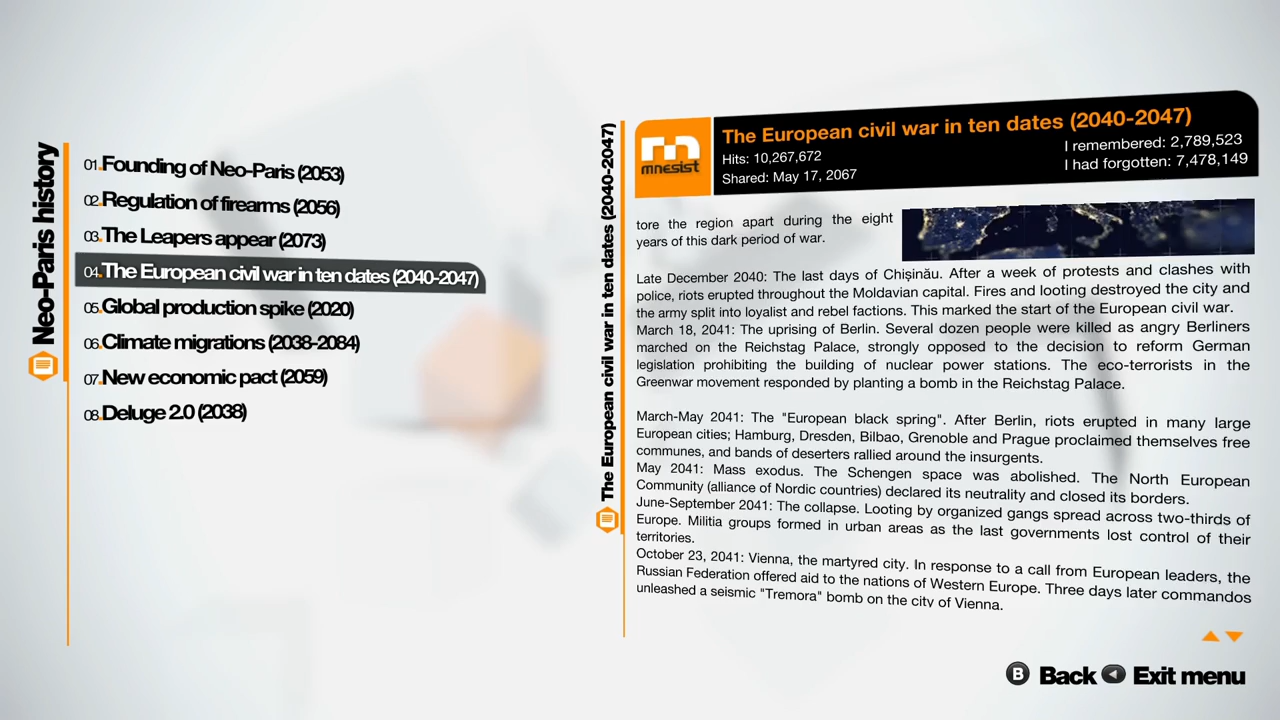 Neo-Paris history
01.Founding of Neo-Paris (2053)
02.Regulation of firearms (2056)
03.The Leapers appear (2073)
04.The European civil war in ten dates (2040-2047)
05.Global production spike (2020)
06.Climate migrations (2038-2084)
07.New economic pact (2059)
08.Deluge 2.0 (2038)
The European civil war in ten dates (2040-2047)
mnesist
The European civil war in ten dates (2040-2047)
Hits: 10,267,672
Shared: May 17, 2067
I remembered: 2,789,523
I had forgotten: 7,478,149
tore the region apart during the eight
years of this dark period of war.
Late December 2040: The last days of Chișinău. After a week of protests and clashes with
police, riots erupted throughout the Moldavian capital. Fires and looting destroyed the city and
the army split into loyalist and rebel factions. This marked the start of the European civil war.
March 18, 2041: The uprising of Berlin. Several dozen people were killed as angry Berliners
marched on the Reichstag Palace, strongly opposed to the decision to reform German
legislation prohibiting the building of nuclear power stations. The eco-terrorists in the
Greenwar movement responded by planting a bomb in the Reichstag Palace.
March-May 2041: The "European black spring". After Berlin, riots erupted in many large
European cities; Hamburg, Dresden, Bilbao, Grenoble and Prague proclaimed themselves free
communes, and bands of deserters rallied around the insurgents.
May 2041: Mass exodus. The Schengen space was abolished. The North European
Community (alliance of Nordic countries) declared its neutrality and closed its borders.
June-September 2041: The collapse. Looting by organized gangs spread across two-thirds of
Europe. Militia groups formed in urban areas as the last governments lost control of their
territories.
October 23, 2041: Vienna, the martyred city. In response to a call from European leaders, the
Russian Federation offered aid to the nations of Western Europe. Three days later commandos
unleashed a seismic "Tremora" bomb on the city of Vienna.
B Back Exit menu